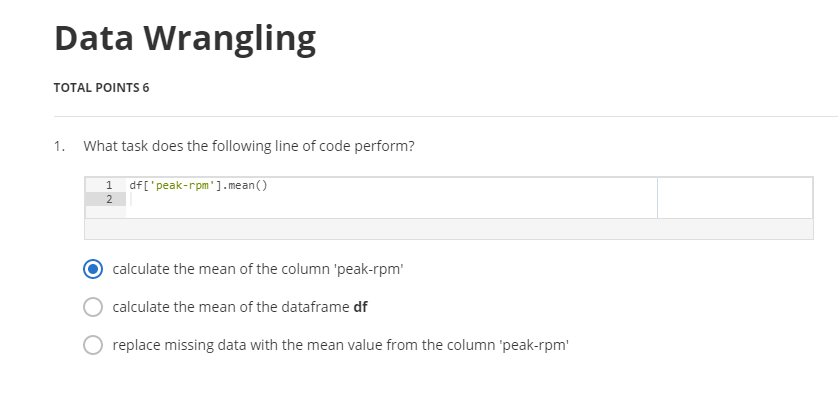 Data Wrangling
TOTAL POINTS 6
1. What task does the following line of code perform?
1 df['peak-rpm'].mean()
2
calculate the mean of the column 'peak-rpm'
calculate the mean of the dataframe df
replace missing data with the mean value from the column 'peak-rpm'